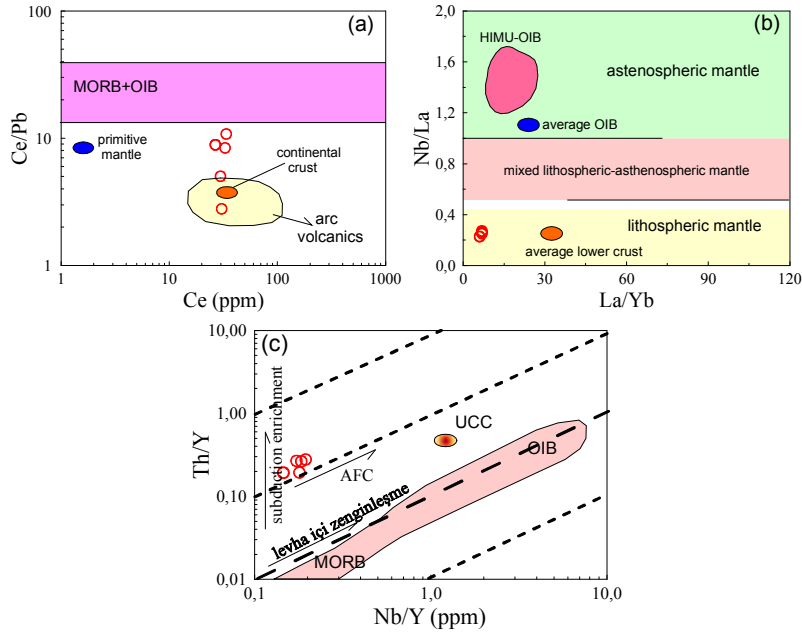 (a)
Ce/Pb
100
10
1
MORB+OIB
primitive
mantle
continental
crust
arc
volcanics
1
10
100
1000
Ce (ppm)
(b)
Nb/La
2,0
1,6
1,2
0,8
0,4
0,0
HIMU-OIB
astenospheric mantle
average OIB
mixed lithospheric-asthenospheric mantle
lithospheric mantle
average lower crust
0
30
60
90
120
La/Yb
(c)
Th/Y
10,00
1,00
0,10
0,01
subduction enrichment
AFC
UCC
OIB
levha içi zenginleşme
MORB
0,1
1,0
10,0
Nb/Y (ppm)